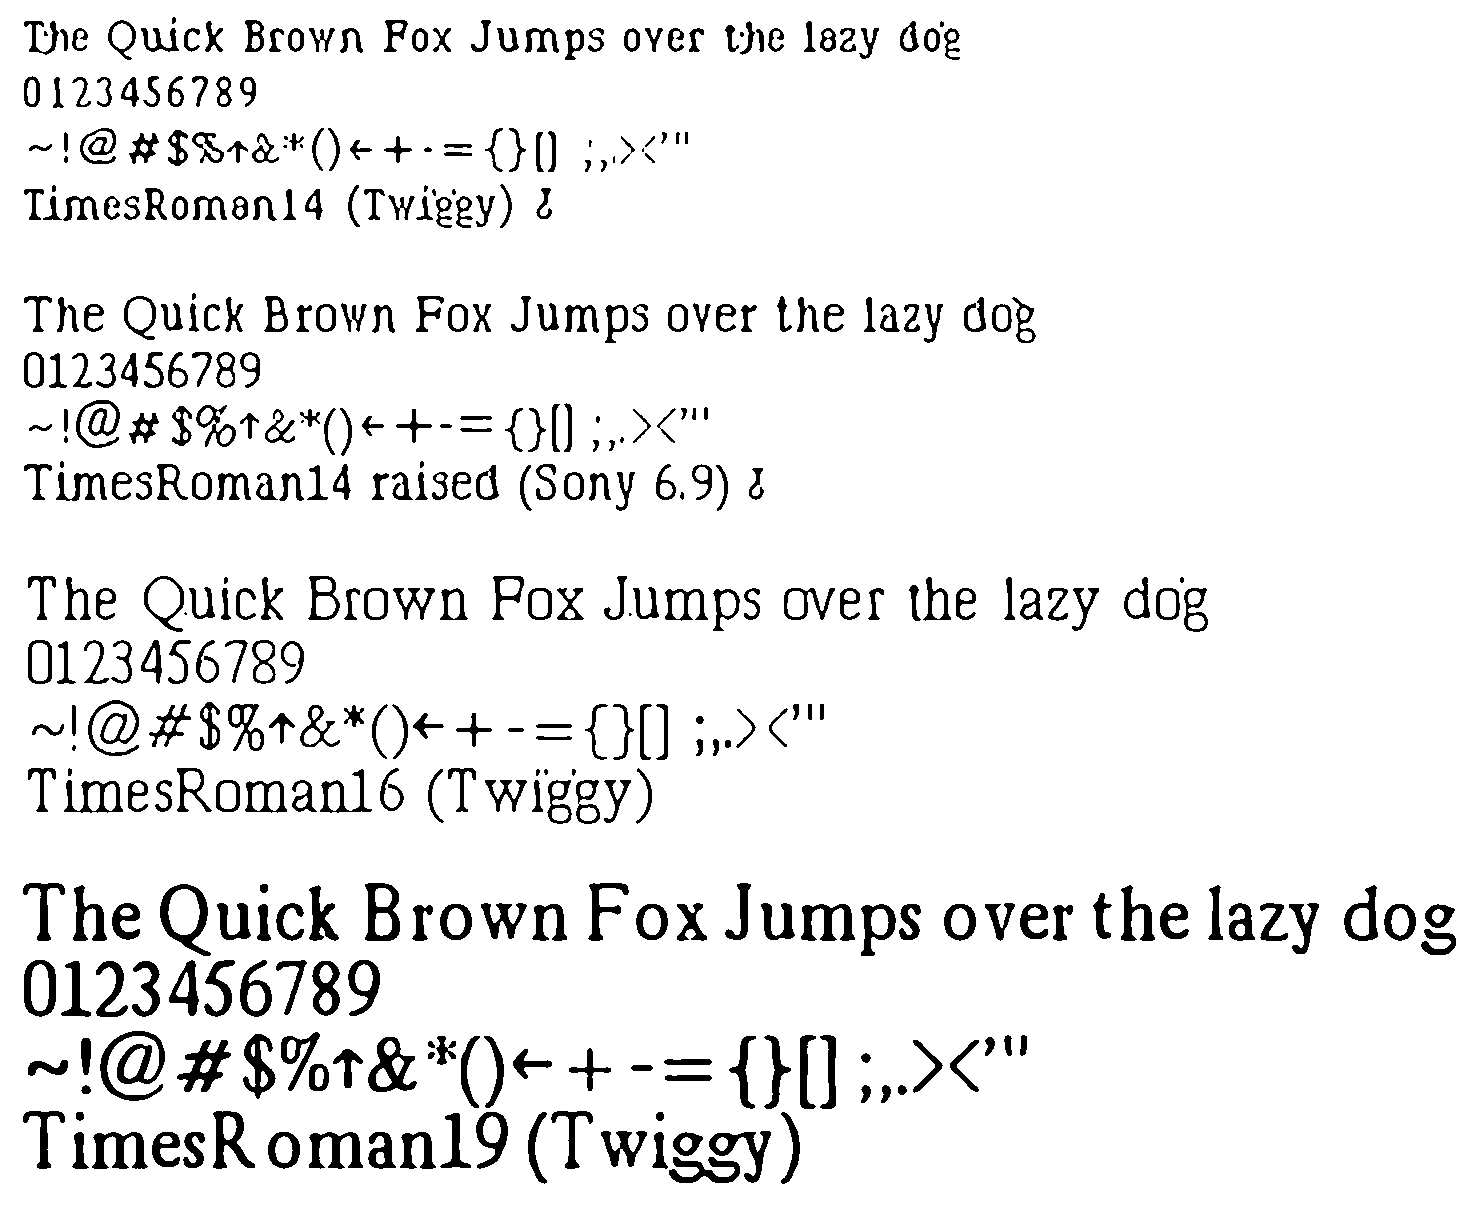 The Quick Brown Fox Jumps over the lazy dog
0123456789
~!@#$%↑&*()←+-={}[] ;,.><'"
TimesRoman14 (Twiggy) ¿
The Quick Brown Fox Jumps over the lazy dog
0123456789
~!@#$%↑&*()←+-={}[] ;,.><'"
TimesRoman14 raised (Sony 6.9) ¿
The Quick Brown Fox Jumps over the lazy dog
0123456789
~!@#$%↑&*()←+-={}[] ;,.><'"
TimesRoman16 (Twiggy)
The Quick Brown Fox Jumps over the lazy dog
0123456789
~!@#$%↑&*()←+-={}[] ;,.><'"
TimesRoman19 (Twiggy)